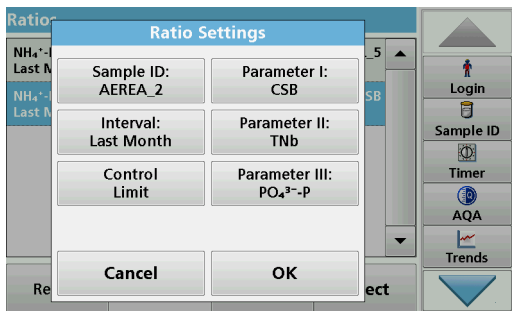 Ratios
Ratio Settings
NH₄⁺-
_5
Last M
NH₄⁺-
SB
Last M
Sample ID:
AEREA_2
Parameter I:
CSB
Interval:
Last Month
Parameter II:
TNb
Control
Limit
Parameter III:
PO₄³⁻-P
Cancel
OK
Re
ect
Login
Sample ID
Timer
AQA
Trends